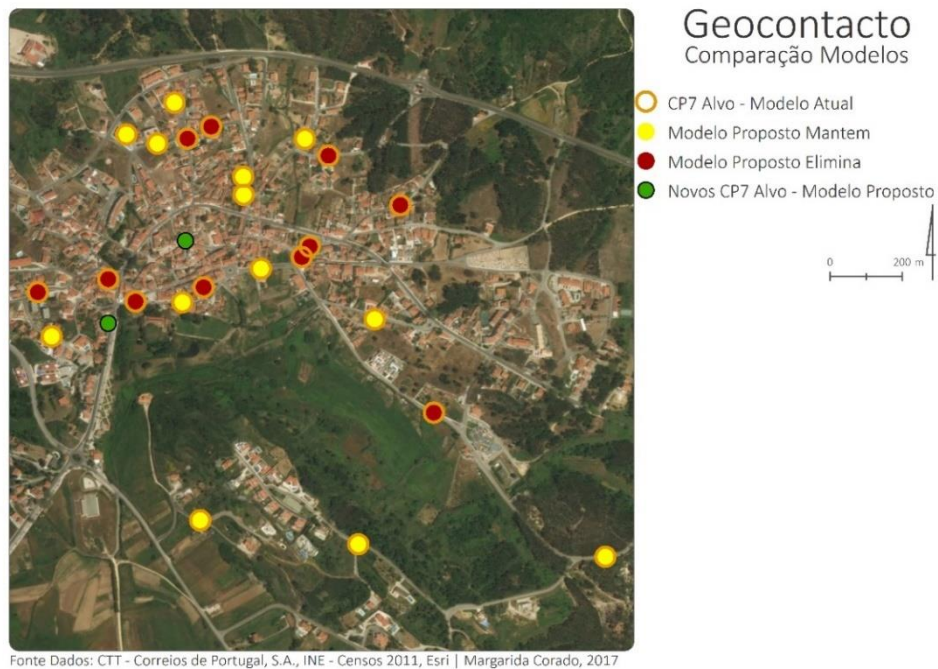 Geocontacto
Comparação Modelos
CP7 Alvo - Modelo Atual
Modelo Proposto Mantem
Modelo Proposto Elimina
Novos CP7 Alvo - Modelo Proposto
0 200 m
Fonte Dados: CTT - Correios de Portugal, S.A., INE - Censos 2011, Esri | Margarida Corado, 2017